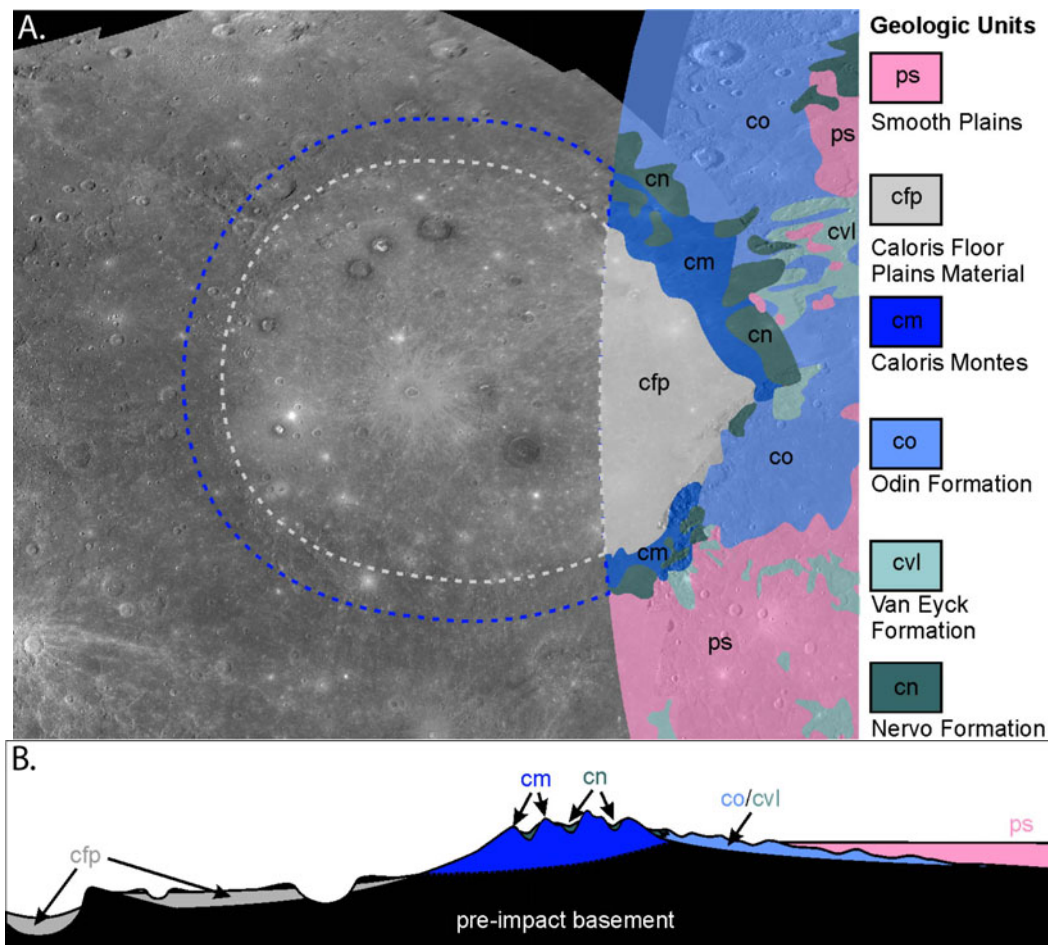 A.
Geologic Units
ps
Smooth Plains
cfp
Caloris Floor
Plains Material
cm
Caloris Montes
co
Odin Formation
cvl
Van Eyck
Formation
cn
Nervo Formation
co
ps
cn
cvl
cm
cn
cfp
co
cm
ps
B.
cm
cn
co/cvl
ps
cfp
pre-impact basement